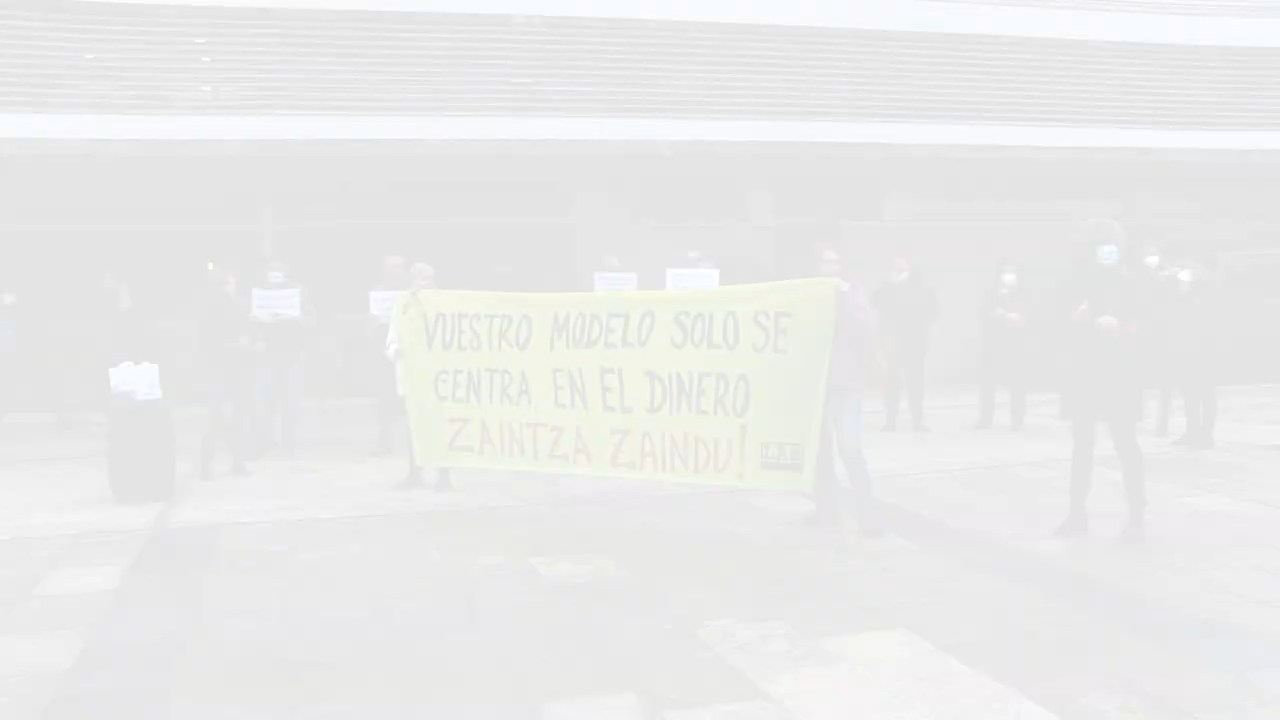 VUESTRO MODELO SOLO SE
CENTRA EN EL DINERO
ZAINTZA ZAINDU!